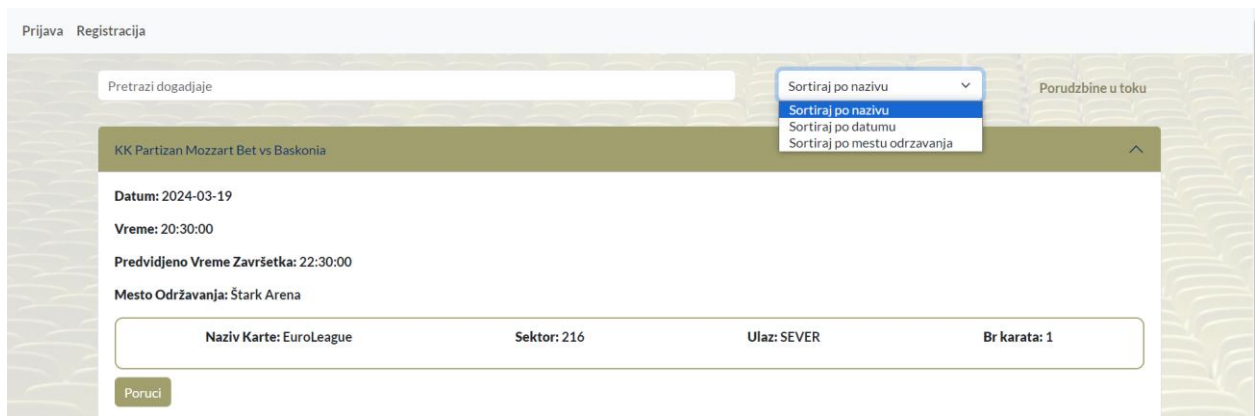 Prijava Registracija
Pretrazi dogadjaje
Sortiraj po nazivu
Porudzbine u toku
Sortiraj po nazivu
Sortiraj po datumu
Sortiraj po mestu odrzavanja
KK Partizan Mozzart Bet vs Baskonia
Datum: 2024-03-19
Vreme: 20:30:00
Predvidjeno Vreme Završetka: 22:30:00
Mesto Održavanja: Štark Arena
Naziv Karte: EuroLeague Sektor: 216 Ulaz: SEVER Br karata: 1
Poruci